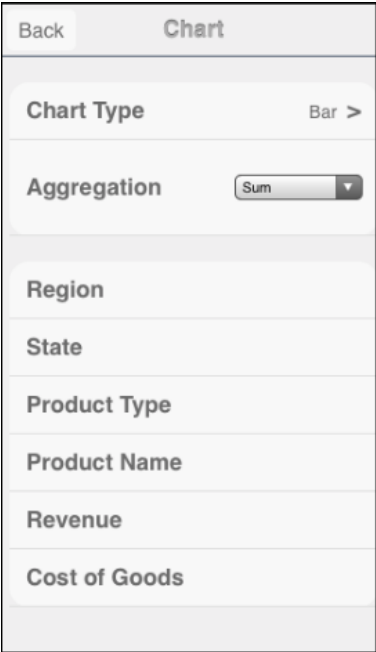 Back Chart
Chart Type Bar >
Aggregation Sum
Region
State
Product Type
Product Name
Revenue
Cost of Goods